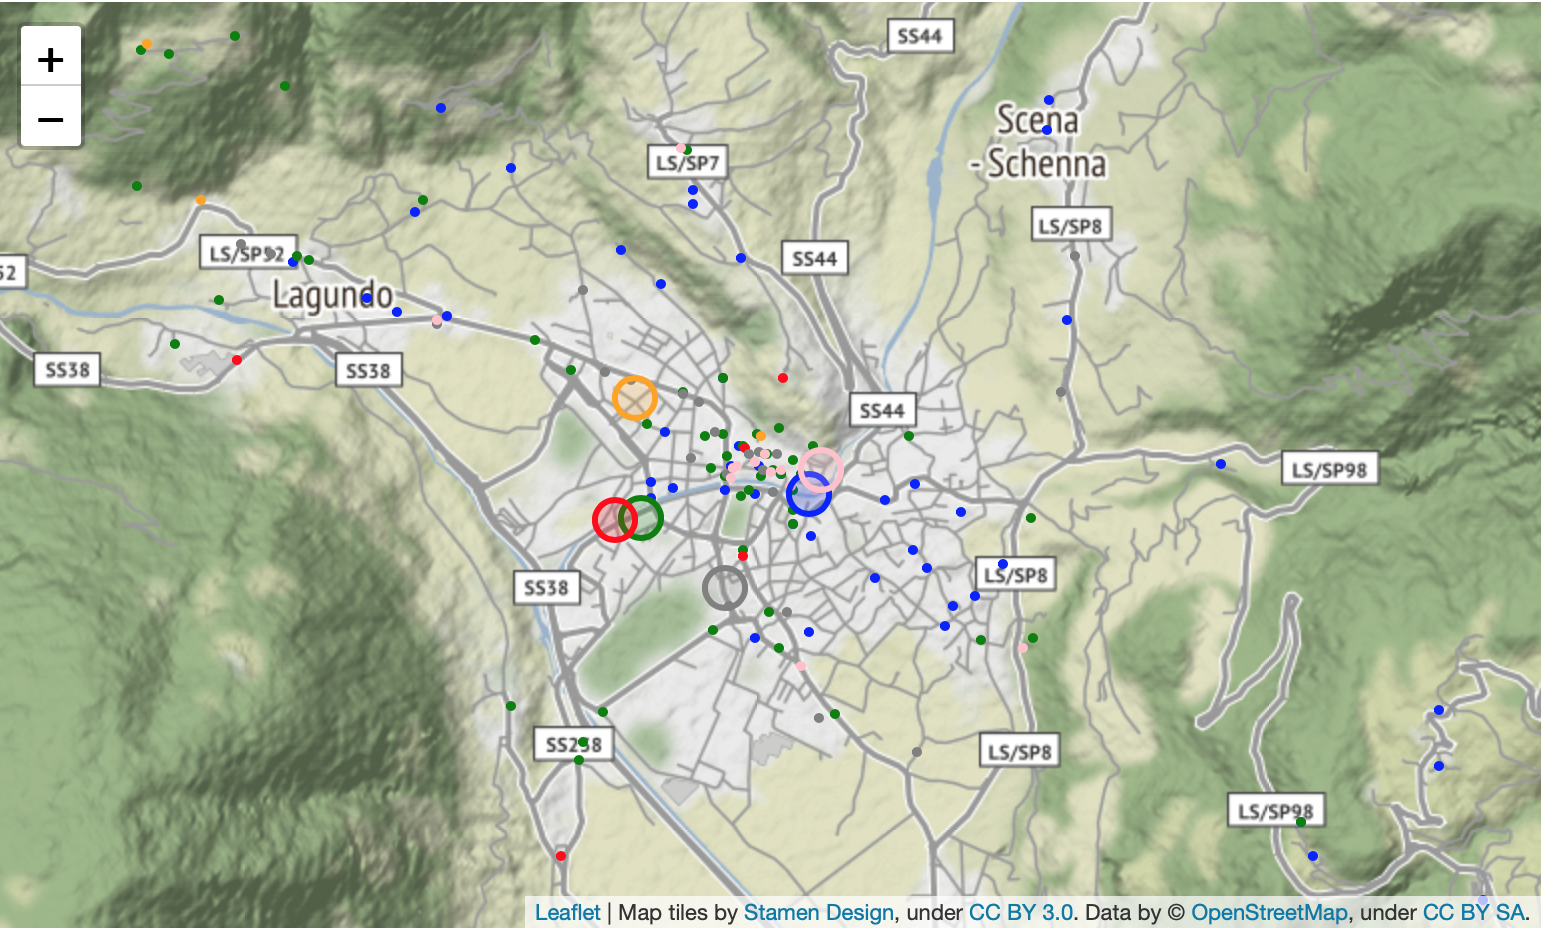 +
−
SS44
Scena
- Schenna
LS/SP7
LS/SP8
LS/SP52
SS44
52
Lagundo
SS38
SS38
SS44
LS/SP98
SS38
LS/SP8
SS238
LS/SP8
LS/SP98
Leaflet | Map tiles by Stamen Design, under CC BY 3.0. Data by © OpenStreetMap, under CC BY SA.